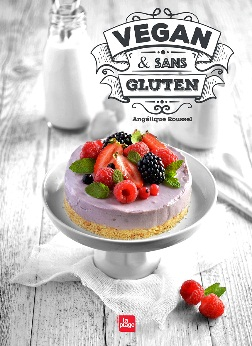 VEGAN
& SANS
GLUTEN
Angélique Roussel
la
plage